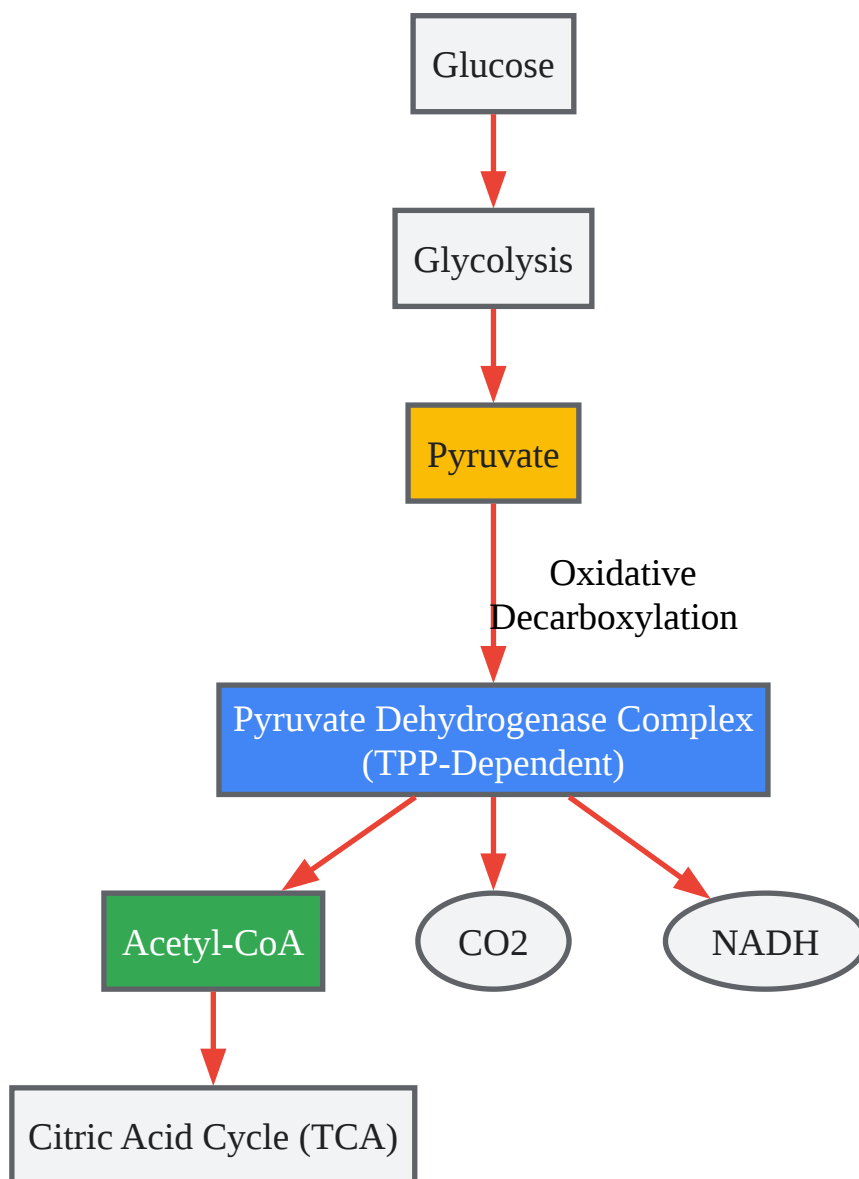 Glucose
Glycolysis
Pyruvate
Oxidative
Decarboxylation
Pyruvate Dehydrogenase Complex
(TPP-Dependent)
Acetyl-CoA
CO2
NADH
Citric Acid Cycle (TCA)